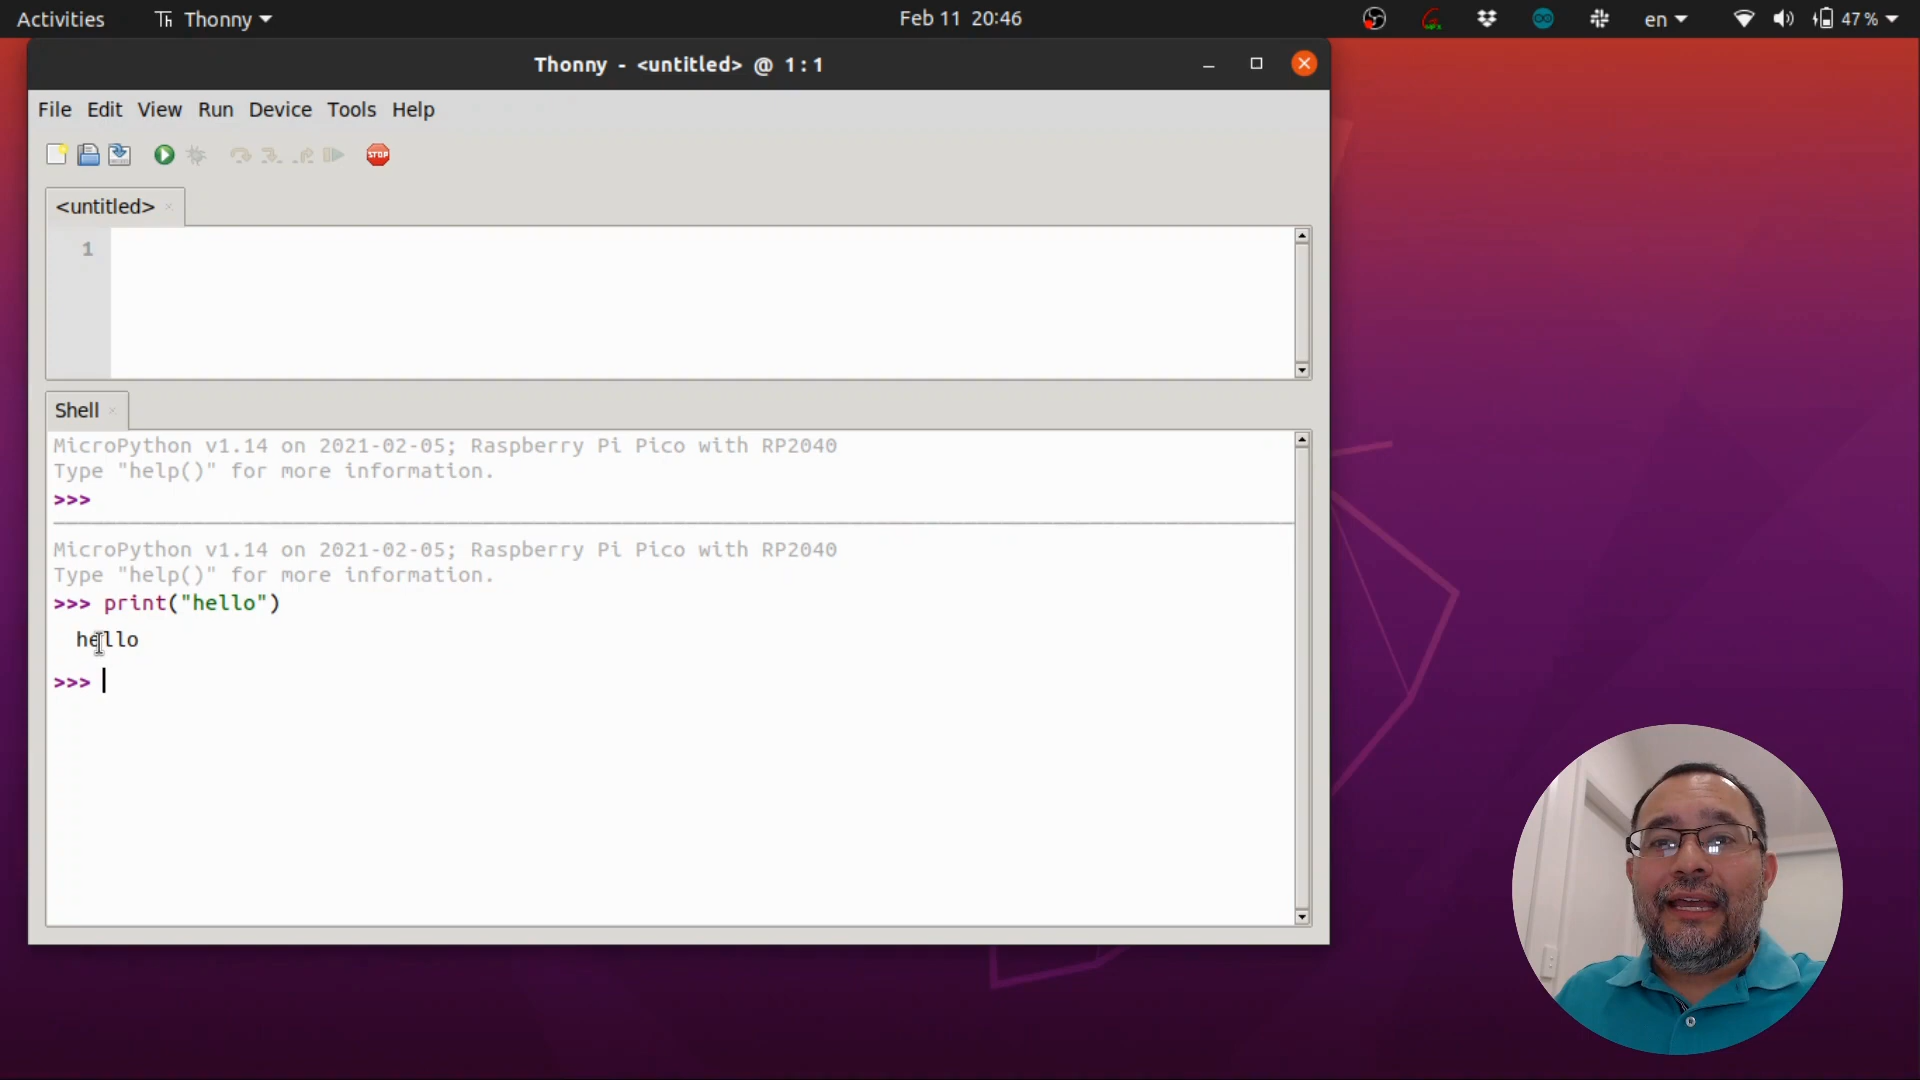 Activities Thonny Feb 11 20:46 en 47 %
Thonny - <untitled> @ 1 : 1
File Edit View Run Device Tools Help
STOP
<untitled>
1
Shell
MicroPython v1.14 on 2021-02-05; Raspberry Pi Pico with RP2040
Type "help()" for more information.
>>>
MicroPython v1.14 on 2021-02-05; Raspberry Pi Pico with RP2040
Type "help()" for more information.
>>> print("hello")
hello
>>>